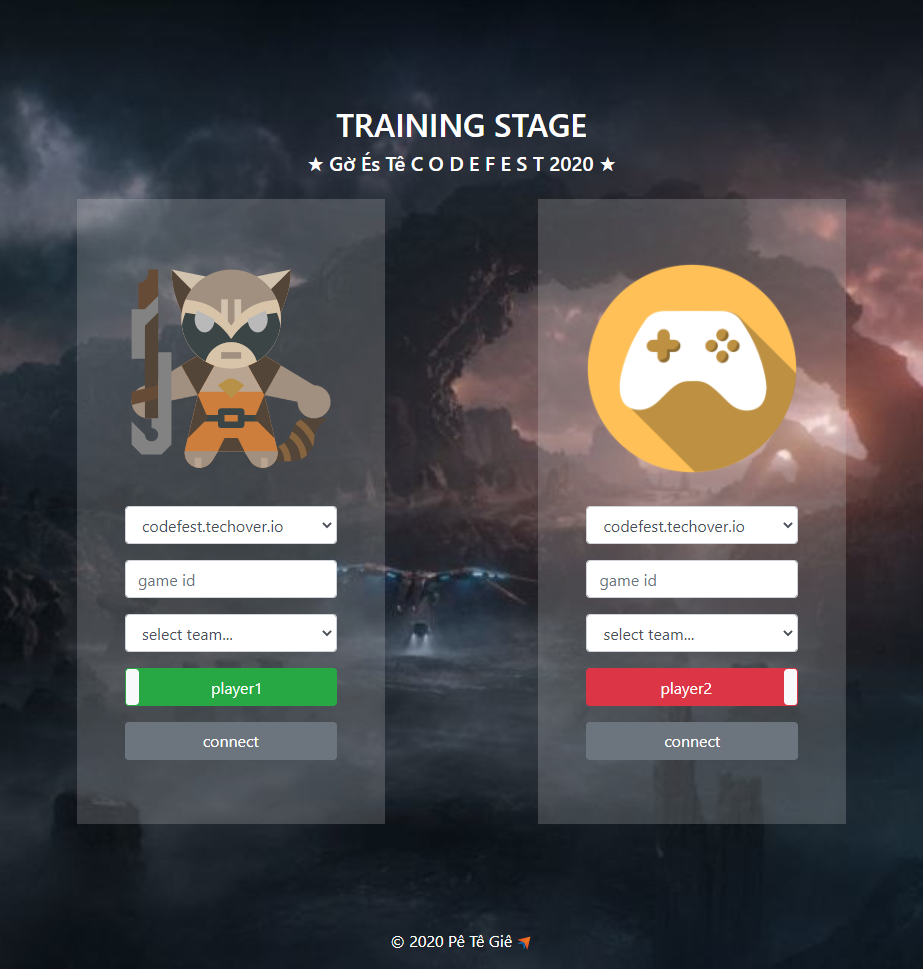 TRAINING STAGE
★ Gờ És Tê C O D E F E S T 2020 ★
codefest.techover.io
game id
select team...
player1
connect
codefest.techover.io
game id
select team...
player2
connect
© 2020 Pê Tê Giê